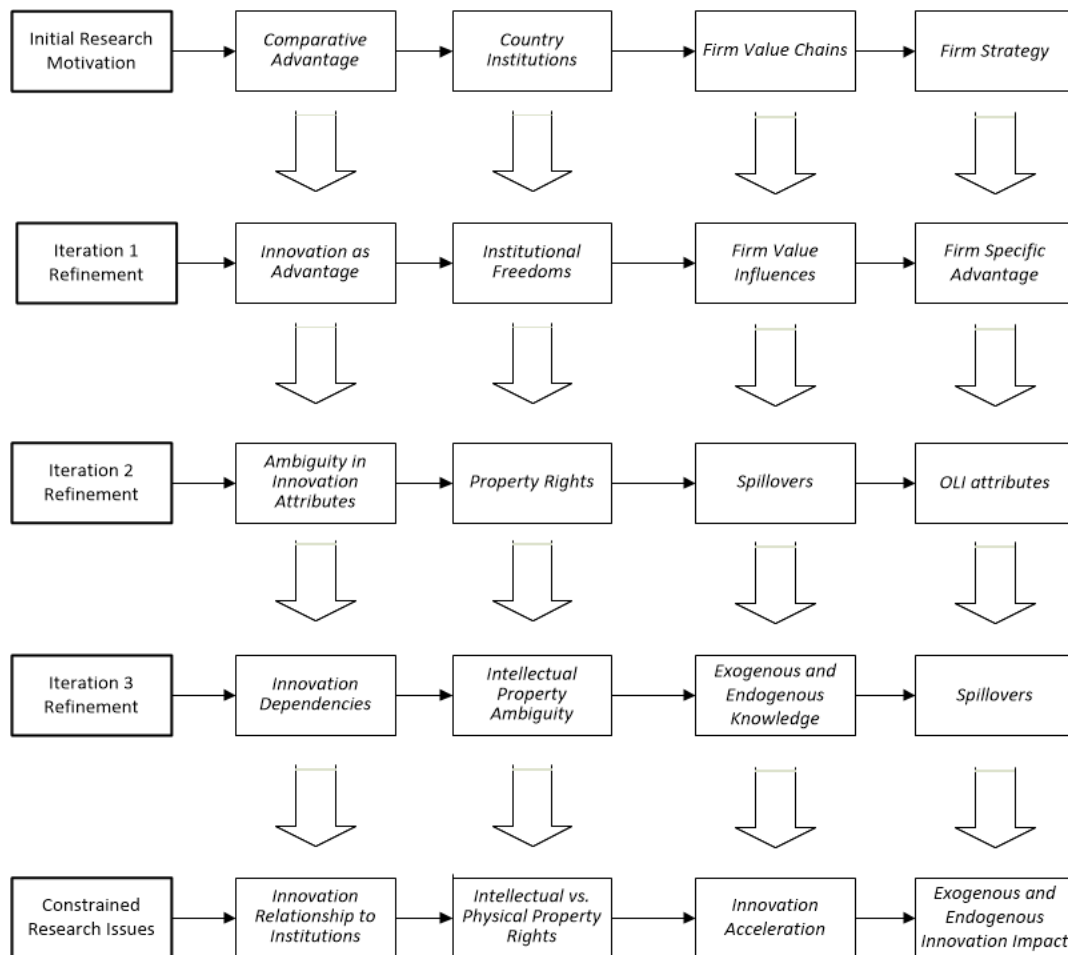 Initial Research
Motivation
Comparative
Advantage
Country
Institutions
Firm Value Chains
Firm Strategy
Iteration 1
Refinement
Innovation as
Advantage
Institutional
Freedoms
Firm Value
Influences
Firm Specific
Advantage
Iteration 2
Refinement
Ambiguity in
Innovation
Attributes
Property Rights
Spillovers
OLI attributes
Iteration 3
Refinement
Innovation
Dependencies
Intellectual
Property
Ambiguity
Exogenous and
Endogenous
Knowledge
Spillovers
Constrained
Research Issues
Innovation
Relationship to
Institutions
Intellectual vs.
Physical Property
Rights
Innovation
Acceleration
Exogenous and
Endogenous
Innovation Impact